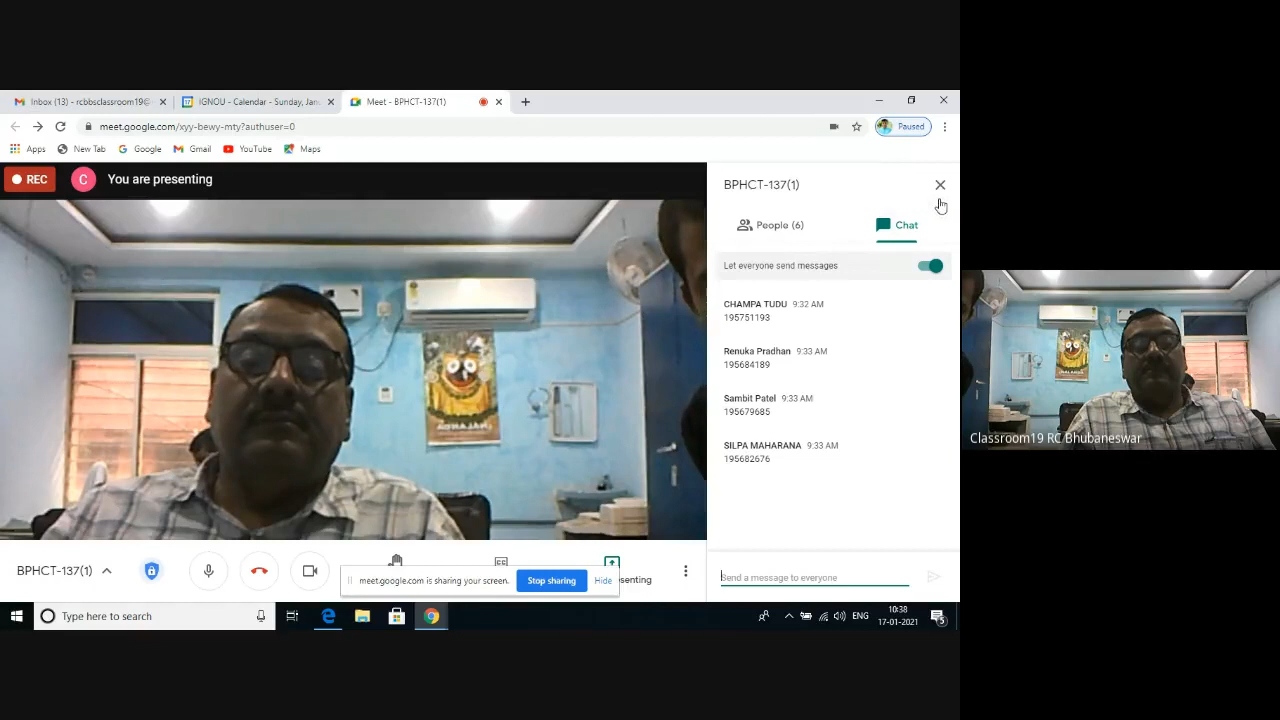 Inbox (13) - rcbbsclassroom19@
IGNOU - Calendar - Sunday, Jan
Meet - BPHCT-137(1)
meet.google.com/kyy-bewy-mty?authuser=0
Paused
Apps
New Tab
Google
Gmail
YouTube
Maps
REC
C
You are presenting
BPHCT-137(1)
People (6)
Chat
Let everyone send messages
CHAMPA TUDU 9:32 AM
195751193
Renuka Pradhan 9:33 AM
195684189
Sambit Patel 9:33 AM
195679685
SILPA MAHARANA 9:33 AM
195682676
Classroom19 RC Bhubaneswar
BPHCT-137(1)
meet.google.com is sharing your screen.
Stop sharing
Hide
esenting
Send a message to everyone
Type here to search
ENG
10:38
17-01-2021
5